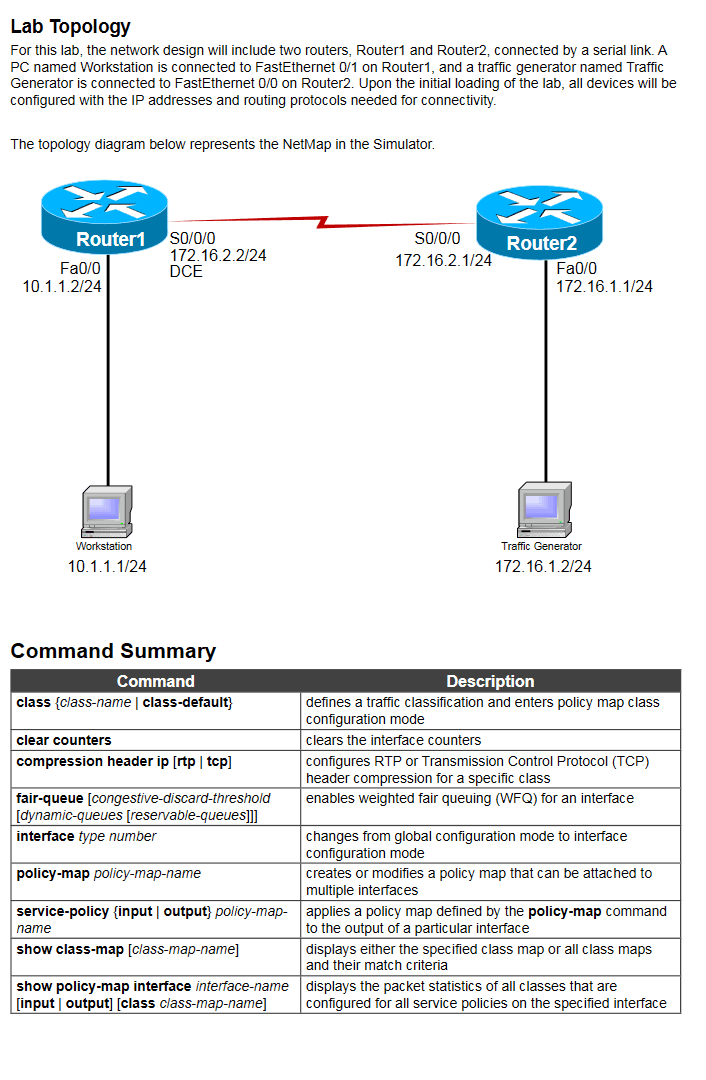 Lab Topology
For this lab, the network design will include two routers, Router1 and Router2, connected by a serial link. A
PC named Workstation is connected to FastEthernet 0/1 on Router1, and a traffic generator named Traffic
Generator is connected to FastEthernet 0/0 on Router2. Upon the initial loading of the lab, all devices will be
configured with the IP addresses and routing protocols needed for connectivity.
The topology diagram below represents the NetMap in the Simulator.
Router1
S0/0/0
172.16.2.2/24
DCE
Fa0/0
10.1.1.2/24
S0/0/0
172.16.2.1/24
Router2
Fa0/0
172.16.1.1/24
Workstation
10.1.1.1/24
Traffic Generator
172.16.1.2/24
Command Summary
Command Description
class {class-name | class-default} defines a traffic classification and enters policy map class
configuration mode
clear counters clears the interface counters
compression header ip [rtp | tcp] configures RTP or Transmission Control Protocol (TCP)
header compression for a specific class
fair-queue [congestive-discard-threshold enables weighted fair queuing (WFQ) for an interface
[dynamic-queues [reservable-queues]]]
interface type number changes from global configuration mode to interface
configuration mode
policy-map policy-map-name creates or modifies a policy map that can be attached to
multiple interfaces
service-policy {input | output} policy-map- applies a policy map defined by the policy-map command
name to the output of a particular interface
show class-map [class-map-name] displays either the specified class map or all class maps
and their match criteria
show policy-map interface interface-name displays the packet statistics of all classes that are
[input | output] [class class-map-name] configured for all service policies on the specified interface